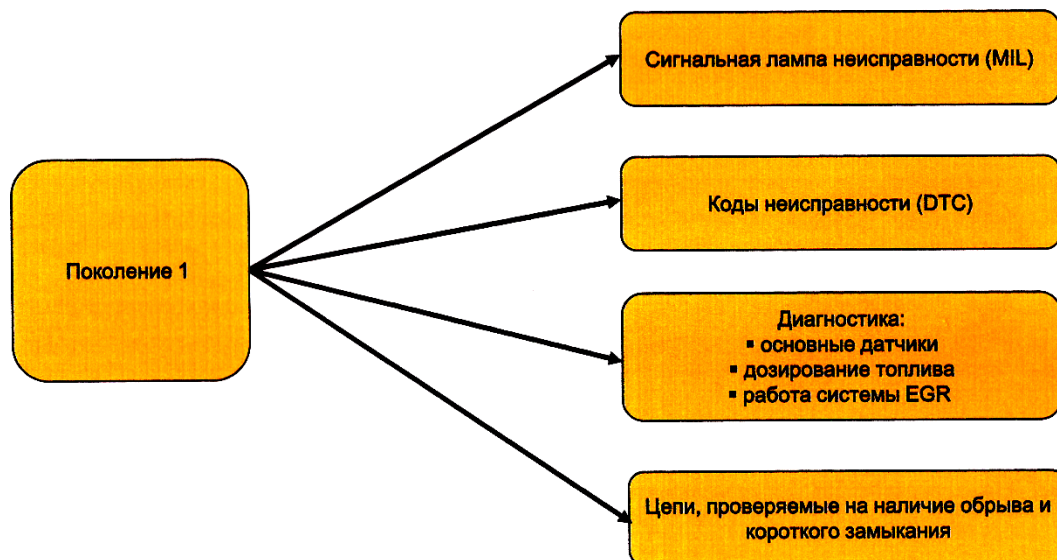 Сигнальная лампа неисправности (MIL)
Коды неисправности (DTC)
Поколение 1
Диагностика:
▪ основные датчики
▪ дозирование топлива
▪ работа системы EGR
Цепи, проверяемые на наличие обрыва и
короткого замыкания